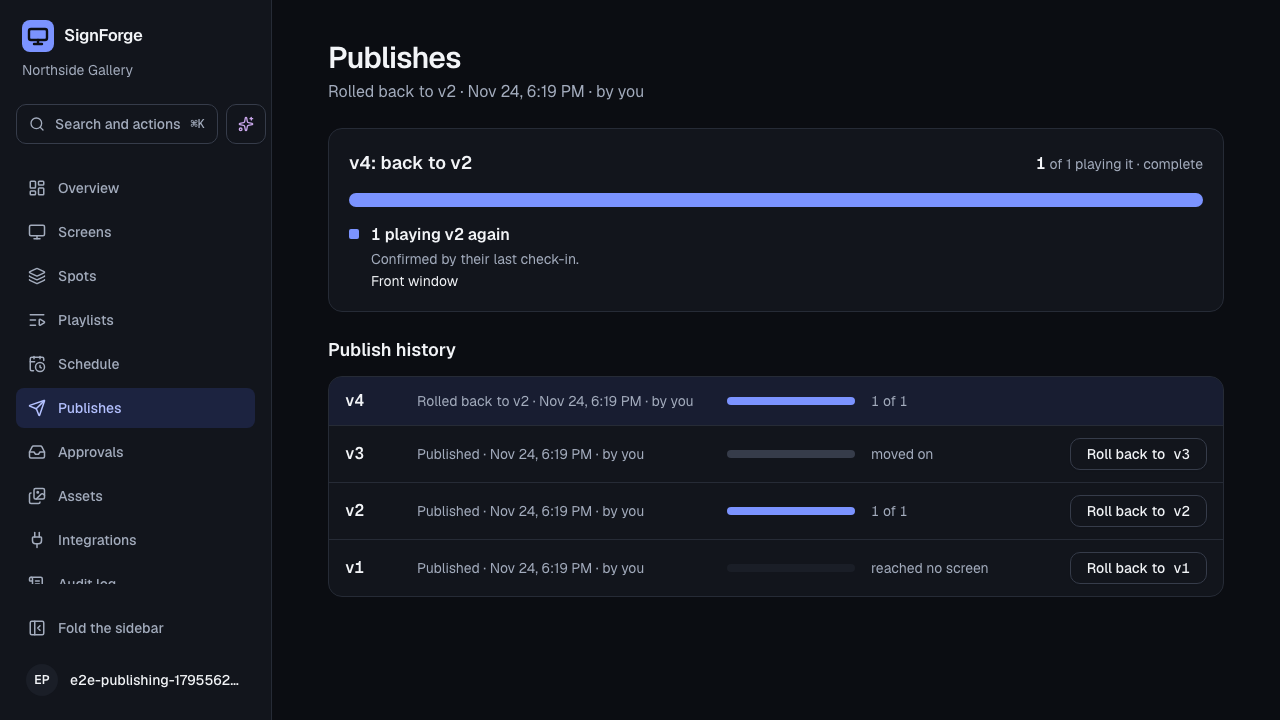 SignForge
Northside Gallery
Search and actions ⌘K
Overview
Screens
Spots
Playlists
Schedule
Publishes
Approvals
Assets
Integrations
Audit log
Fold the sidebar
EP e2e-publishing-1795562…
Publishes
Rolled back to v2 · Nov 24, 6:19 PM · by you
v4: back to v2
1 of 1 playing it · complete
1 playing v2 again
Confirmed by their last check-in.
Front window
Publish history
v4 Rolled back to v2 · Nov 24, 6:19 PM · by you 1 of 1
v3 Published · Nov 24, 6:19 PM · by you moved on Roll back to v3
v2 Published · Nov 24, 6:19 PM · by you 1 of 1 Roll back to v2
v1 Published · Nov 24, 6:19 PM · by you reached no screen Roll back to v1